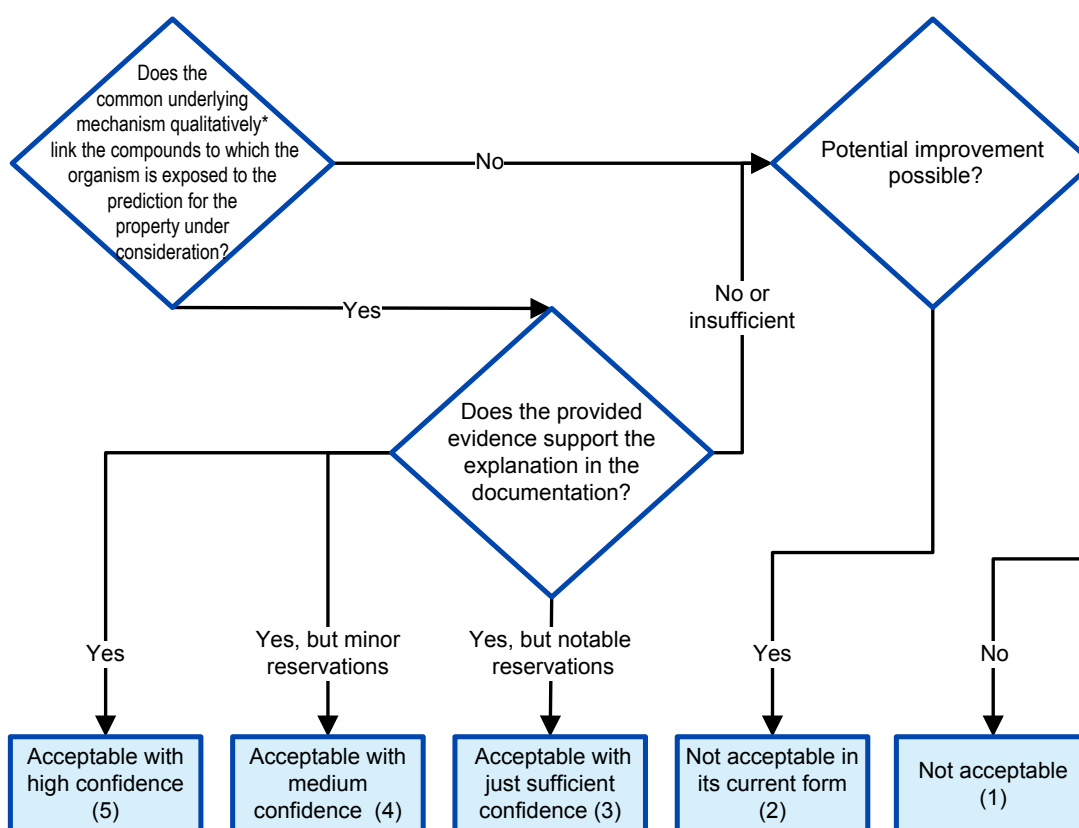 Does the
common underlying
mechanism qualitatively*
link the compounds to which the
organism is exposed to the
prediction for the
property under
consideration?
No
Potential improvement
possible?
Yes
No or
insufficient
Does the provided
evidence support the
explanation in the
documentation?
Yes
Yes, but minor
reservations
Yes, but notable
reservations
Yes
No
Acceptable with
high confidence
(5)
Acceptable with
medium
confidence (4)
Acceptable with
just sufficient
confidence (3)
Not acceptable in
its current form
(2)
Not acceptable
(1)